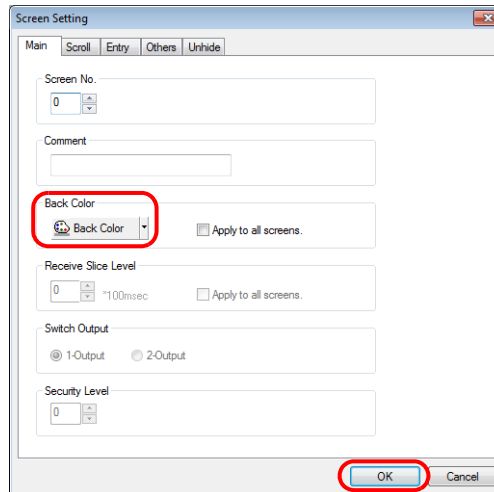 Screen Setting
Main Scroll Entry Others Unhide
Screen No.
0
Comment
Back Color
Back Color Apply to all screens.
Receive Slice Level
0 *100msec Apply to all screens.
Switch Output
1-Output 2-Output
Security Level
0
OK Cancel